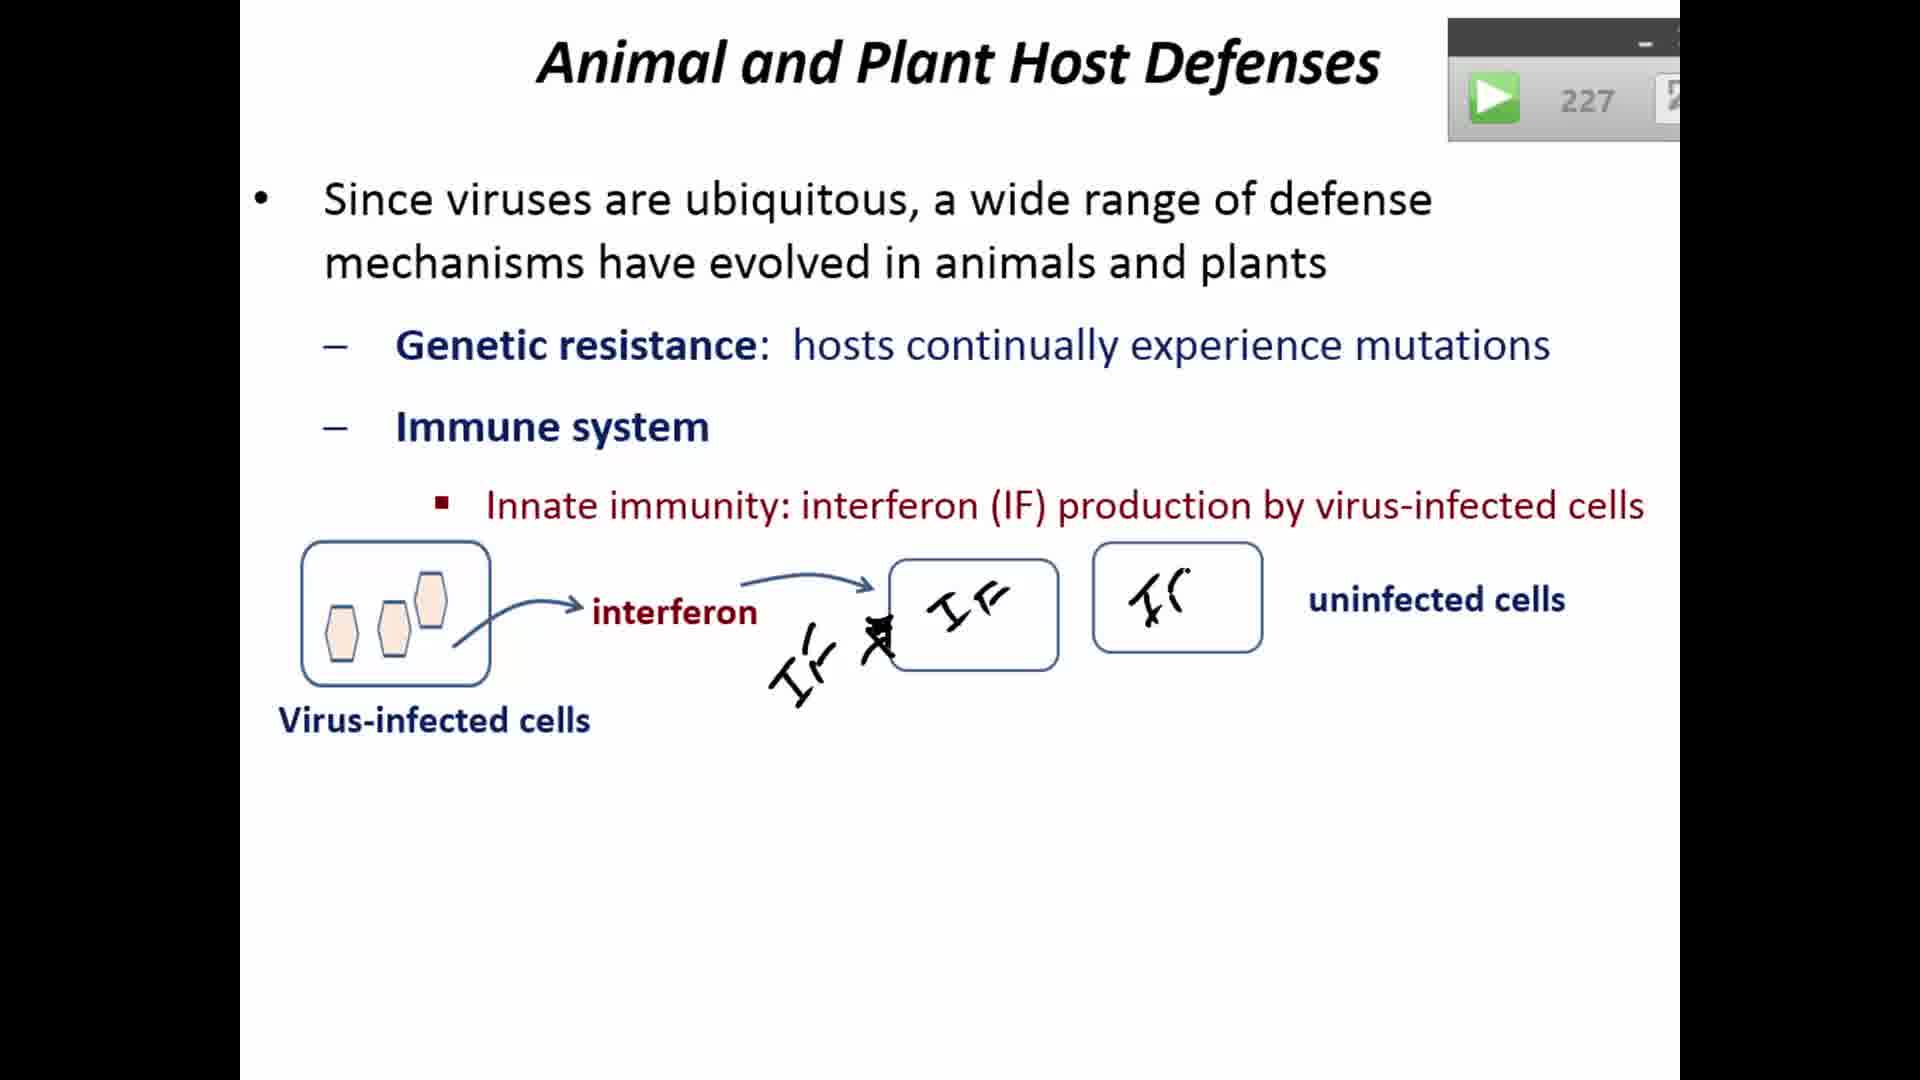 Animal and Plant Host Defenses
227
• Since viruses are ubiquitous, a wide range of defense
mechanisms have evolved in animals and plants
– Genetic resistance: hosts continually experience mutations
– Immune system
▪ Innate immunity: interferon (IF) production by virus-infected cells
interferon
IF
IF
uninfected cells
IF
Virus-infected cells